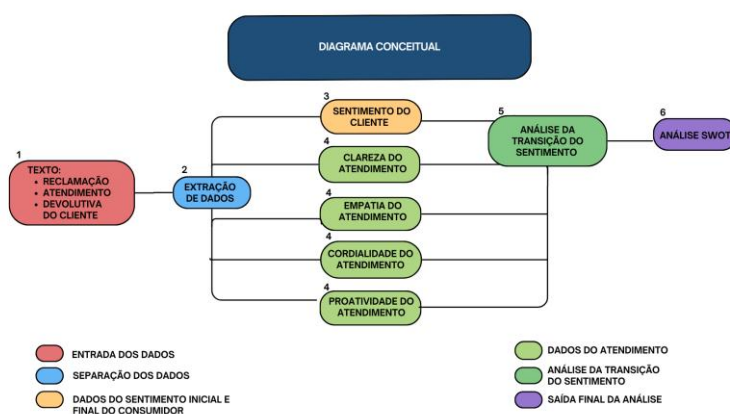 DIAGRAMA CONCEITUAL
1
TEXTO:
• RECLAMAÇÃO
• ATENDIMENTO
• DEVOLUTIVA
DO CLIENTE
2
EXTRAÇÃO
DE DADOS
3
SENTIMENTO DO
CLIENTE
4
CLAREZA DO
ATENDIMENTO
4
EMPATIA DO
ATENDIMENTO
4
CORDIALIDADE DO
ATENDIMENTO
4
PROATIVIDADE DO
ATENDIMENTO
5
ANÁLISE DA
TRANSIÇÃO DO
SENTIMENTO
6
ANÁLISE SWOT
ENTRADA DOS DADOS
SEPARAÇÃO DOS DADOS
DADOS DO SENTIMENTO INICIAL E
FINAL DO CONSUMIDOR
DADOS DO ATENDIMENTO
ANÁLISE DA TRANSIÇÃO
DO SENTIMENTO
SAÍDA FINAL DA ANÁLISE